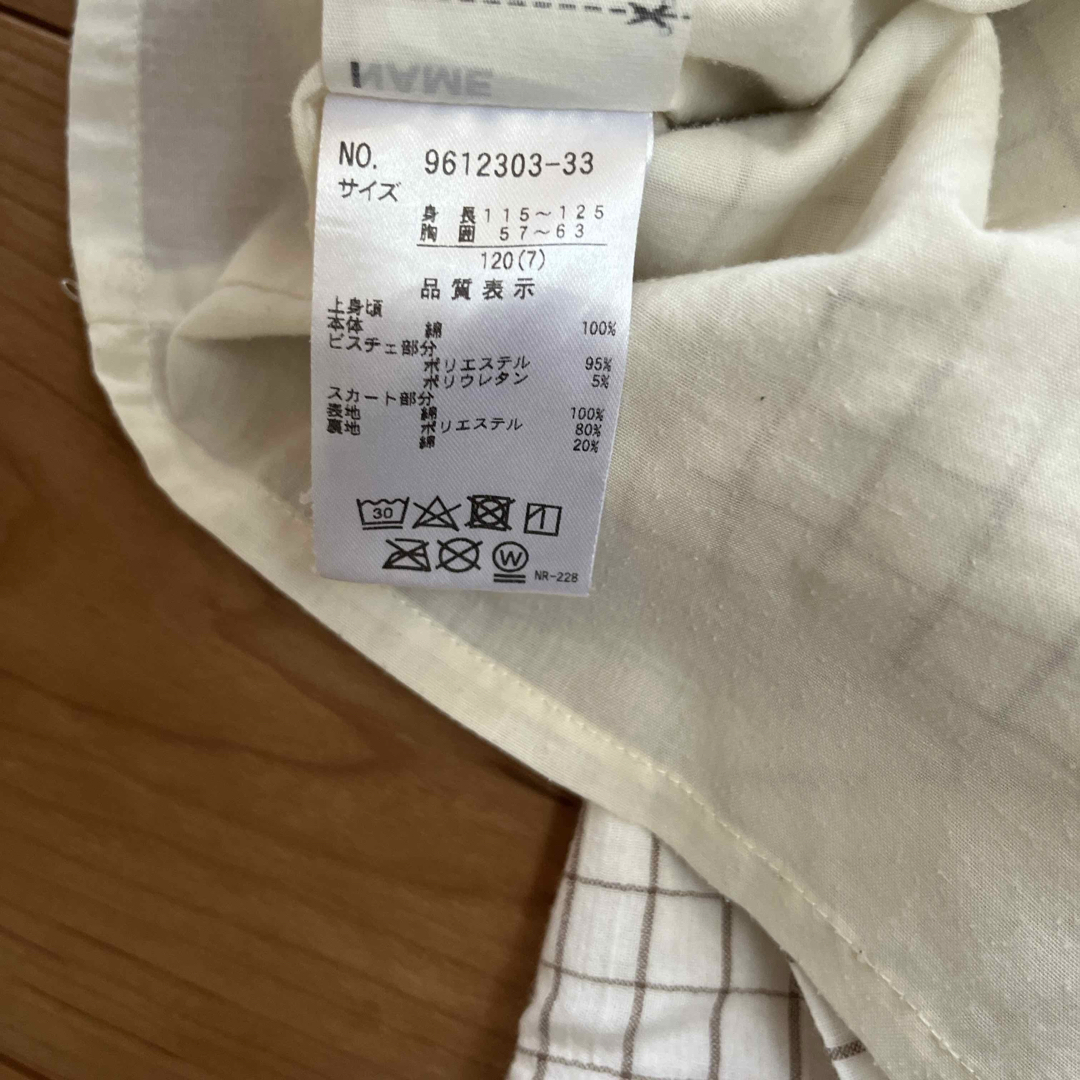 NAME
NO. 9612303-33
サイズ
身長115～125
胸囲 57～63
120(7)
品質表示
上身頃
本体 綿 100%
ビスチェ部分
ポリエステル 95%
ポリウレタン 5%
スカート部分
表地 綿 100%
裏地 ポリエステル 80%
綿 20%
30
W
NR-228